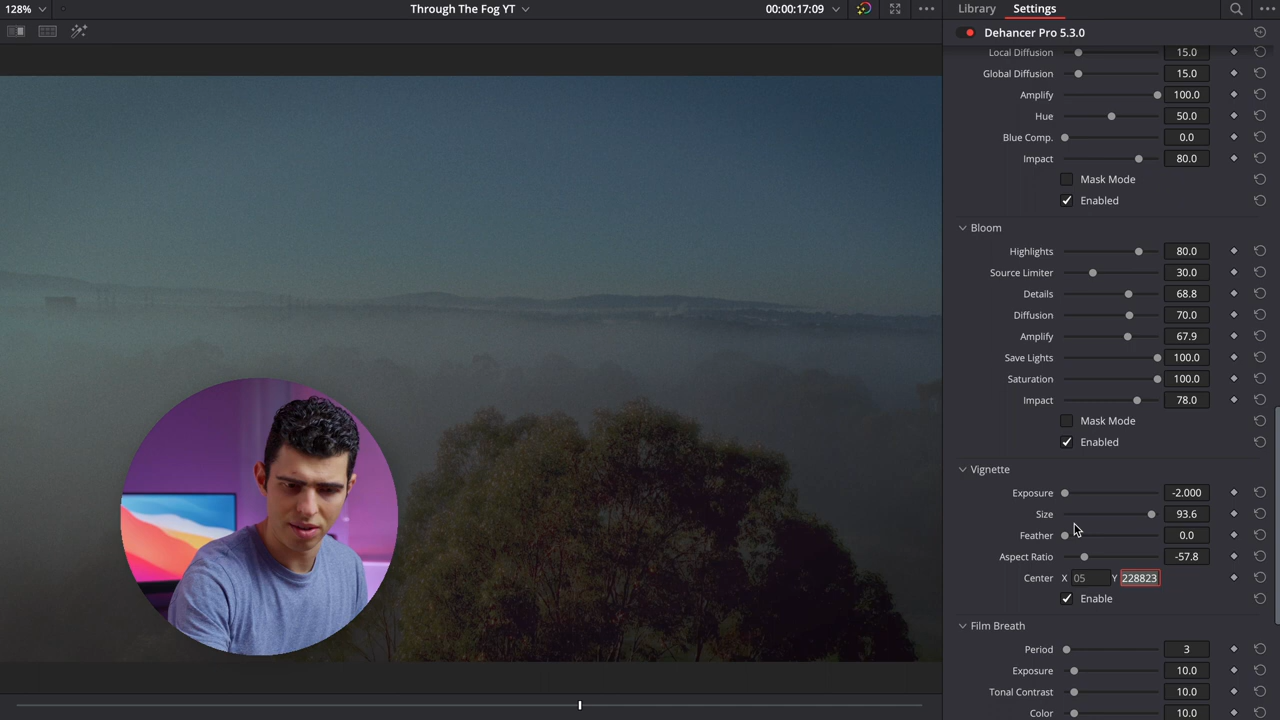 128%
Through The Fog YT
00:00:17:09
Library
Settings
Dehancer Pro 5.3.0
Local Diffusion 15.0
Global Diffusion 15.0
Amplify 100.0
Hue 50.0
Blue Comp. 0.0
Impact 80.0
Mask Mode
Enabled
Bloom
Highlights 80.0
Source Limiter 30.0
Details 68.8
Diffusion 70.0
Amplify 67.9
Save Lights 100.0
Saturation 100.0
Impact 78.0
Mask Mode
Enabled
Vignette
Exposure -2.000
Size 93.6
Feather 0.0
Aspect Ratio -57.8
Center X 05 Y 228823
Enable
Film Breath
Period 3
Exposure 10.0
Tonal Contrast 10.0
Color 10.0